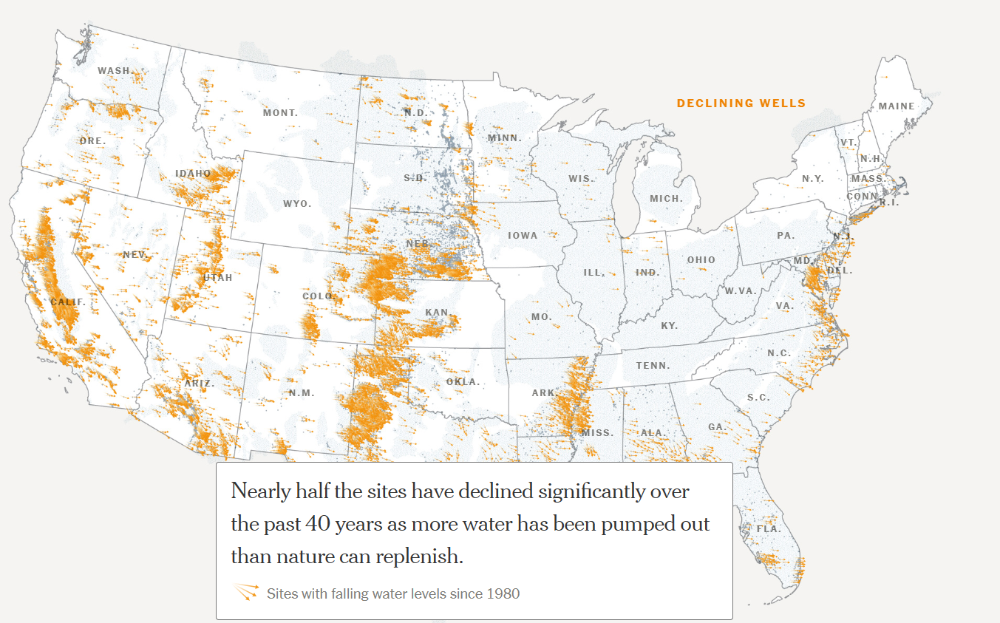 DECLINING WELLS
WASH.
MONT.
N.D.
MINN.
MAINE
ORE.
IDAHO
WYO.
S.D.
WIS.
MICH.
N.Y.
VT.
N.H.
MASS.
CONN.
R.I.
NEV.
UTAH
COLO.
NEB.
IOWA
ILL.
IND.
OHIO
PA.
N.J.
MD.
DEL.
W.VA.
VA.
CALIF.
KAN.
MO.
KY.
ARIZ.
N.M.
OKLA.
ARK.
TENN.
N.C.
S.C.
MISS.
ALA.
GA.
FLA.
Nearly half the sites have declined significantly over
the past 40 years as more water has been pumped out
than nature can replenish.
Sites with falling water levels since 1980